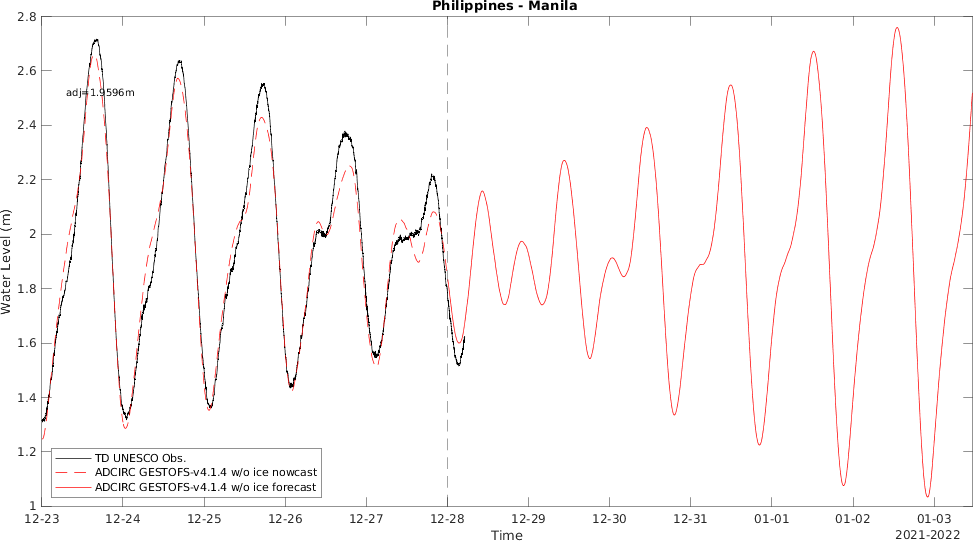 Philippines - Manila
2.8
2.6
adj=1.9596m
2.4
2.2
2
1.8
1.6
1.4
1.2
1
Water Level (m)
TD UNESCO Obs.
ADCIRC GESTOFS-v4.1.4 w/o ice nowcast
ADCIRC GESTOFS-v4.1.4 w/o ice forecast
12-23 12-24 12-25 12-26 12-27 12-28 12-29 12-30 12-31 01-01 01-02 01-03
Time
2021-2022